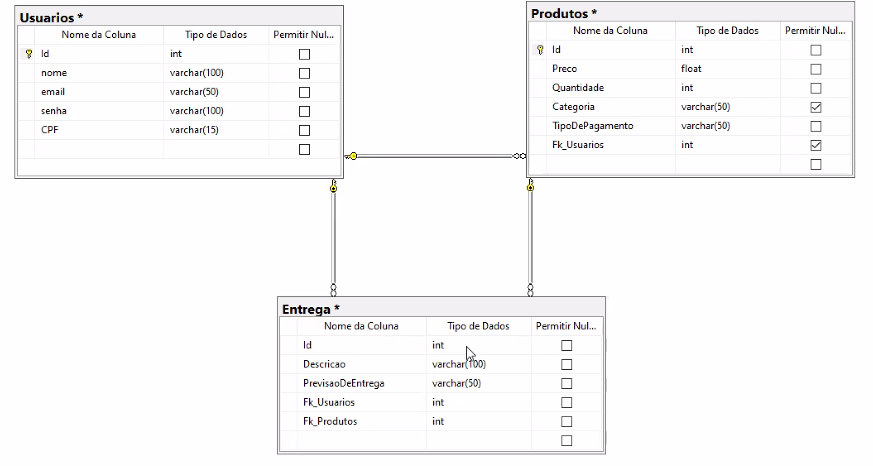 Usuarios *
Nome da Coluna Tipo de Dados Permitir Nul...
Id int
nome varchar(100)
email varchar(50)
senha varchar(100)
CPF varchar(15)
Produtos *
Nome da Coluna Tipo de Dados Permitir Nul...
Id int
Preco float
Quantidade int
Categoria varchar(50)
TipoDePagamento varchar(50)
Fk_Usuarios int
Entrega *
Nome da Coluna Tipo de Dados Permitir Nul...
Id int
Descricao varchar(100)
PrevisaoDeEntrega varchar(50)
Fk_Usuarios int
Fk_Produtos int